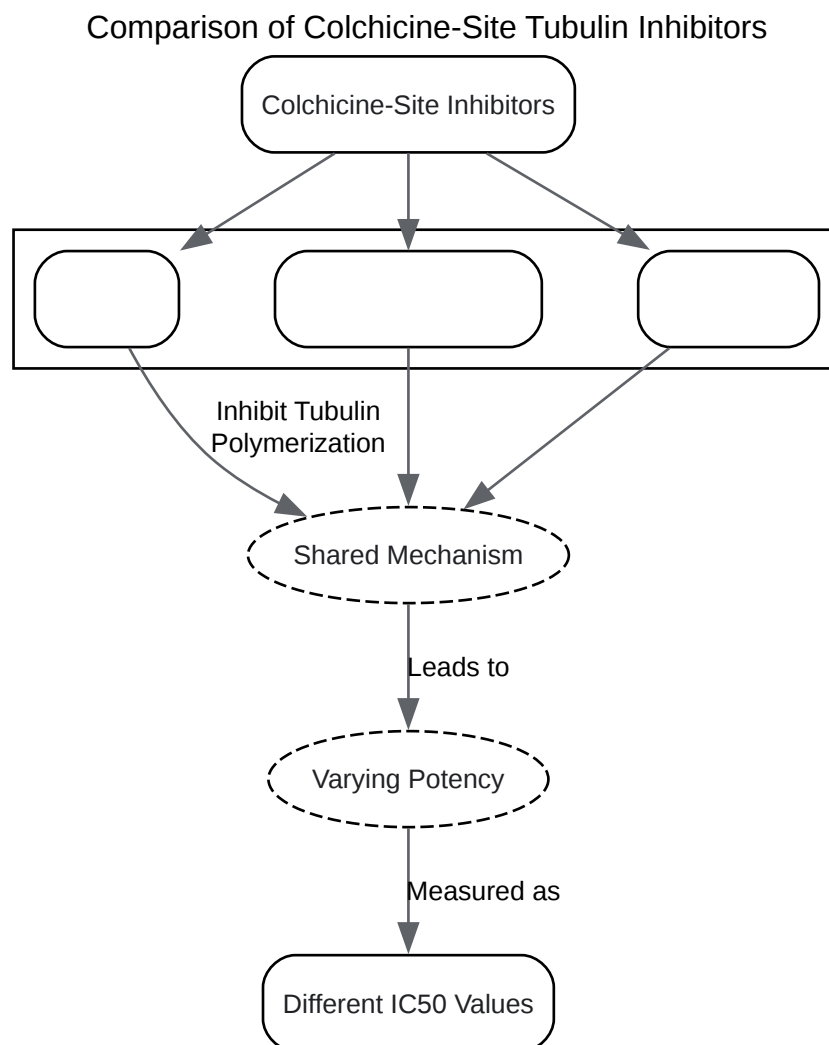 Comparison of Colchicine-Site Tubulin Inhibitors
Colchicine-Site Inhibitors
Inhibit Tubulin
Polymerization
Shared Mechanism
Leads to
Varying Potency
Measured as
Different IC50 Values